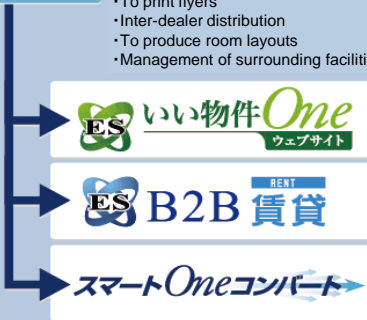 ・To print flyers
・Inter-dealer distribution
・To produce room layouts
・Management of surrounding faciliti
ES いい物件One
ウェブサイト
RENT
ES B2B 賃貸
スマートOneコンバート